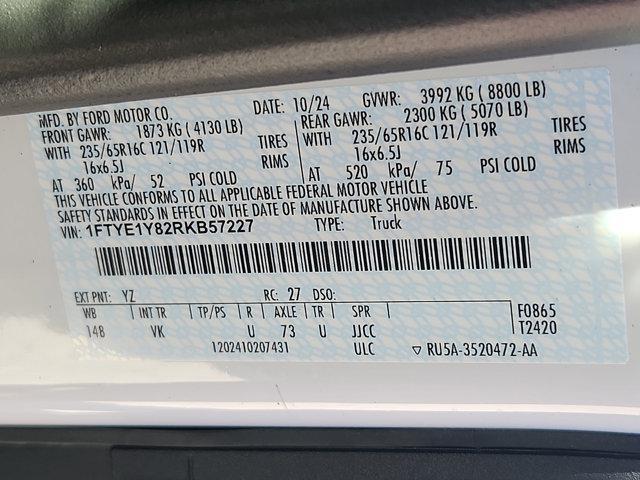 MFD. BY FORD MOTOR CO. DATE: 10/24 GVWR: 3992 KG ( 8800 LB)
FRONT GAWR: 1873 KG ( 4130 LB) REAR GAWR: 2300 KG ( 5070 LB)
WITH 235/65R16C 121/119R TIRES WITH 235/65R16C 121/119R TIRES
16x6.5J RIMS 16x6.5J RIMS
AT 360 kPa/ 52 PSI COLD AT 520 kPa/ 75 PSI COLD
THIS VEHICLE CONFORMS TO ALL APPLICABLE FEDERAL MOTOR VEHICLE
SAFETY STANDARDS IN EFFECT ON THE DATE OF MANUFACTURE SHOWN ABOVE.
VIN: 1FTYE1Y82RKB57227 TYPE: Truck
EXT PNT: YZ RC: 27 DSO:
WB INT TR TP/PS R AXLE TR SPR F0865
148 VK U 73 U JJCC T2420
1202410207431 ULC ▽ RU5A-3520472-AA